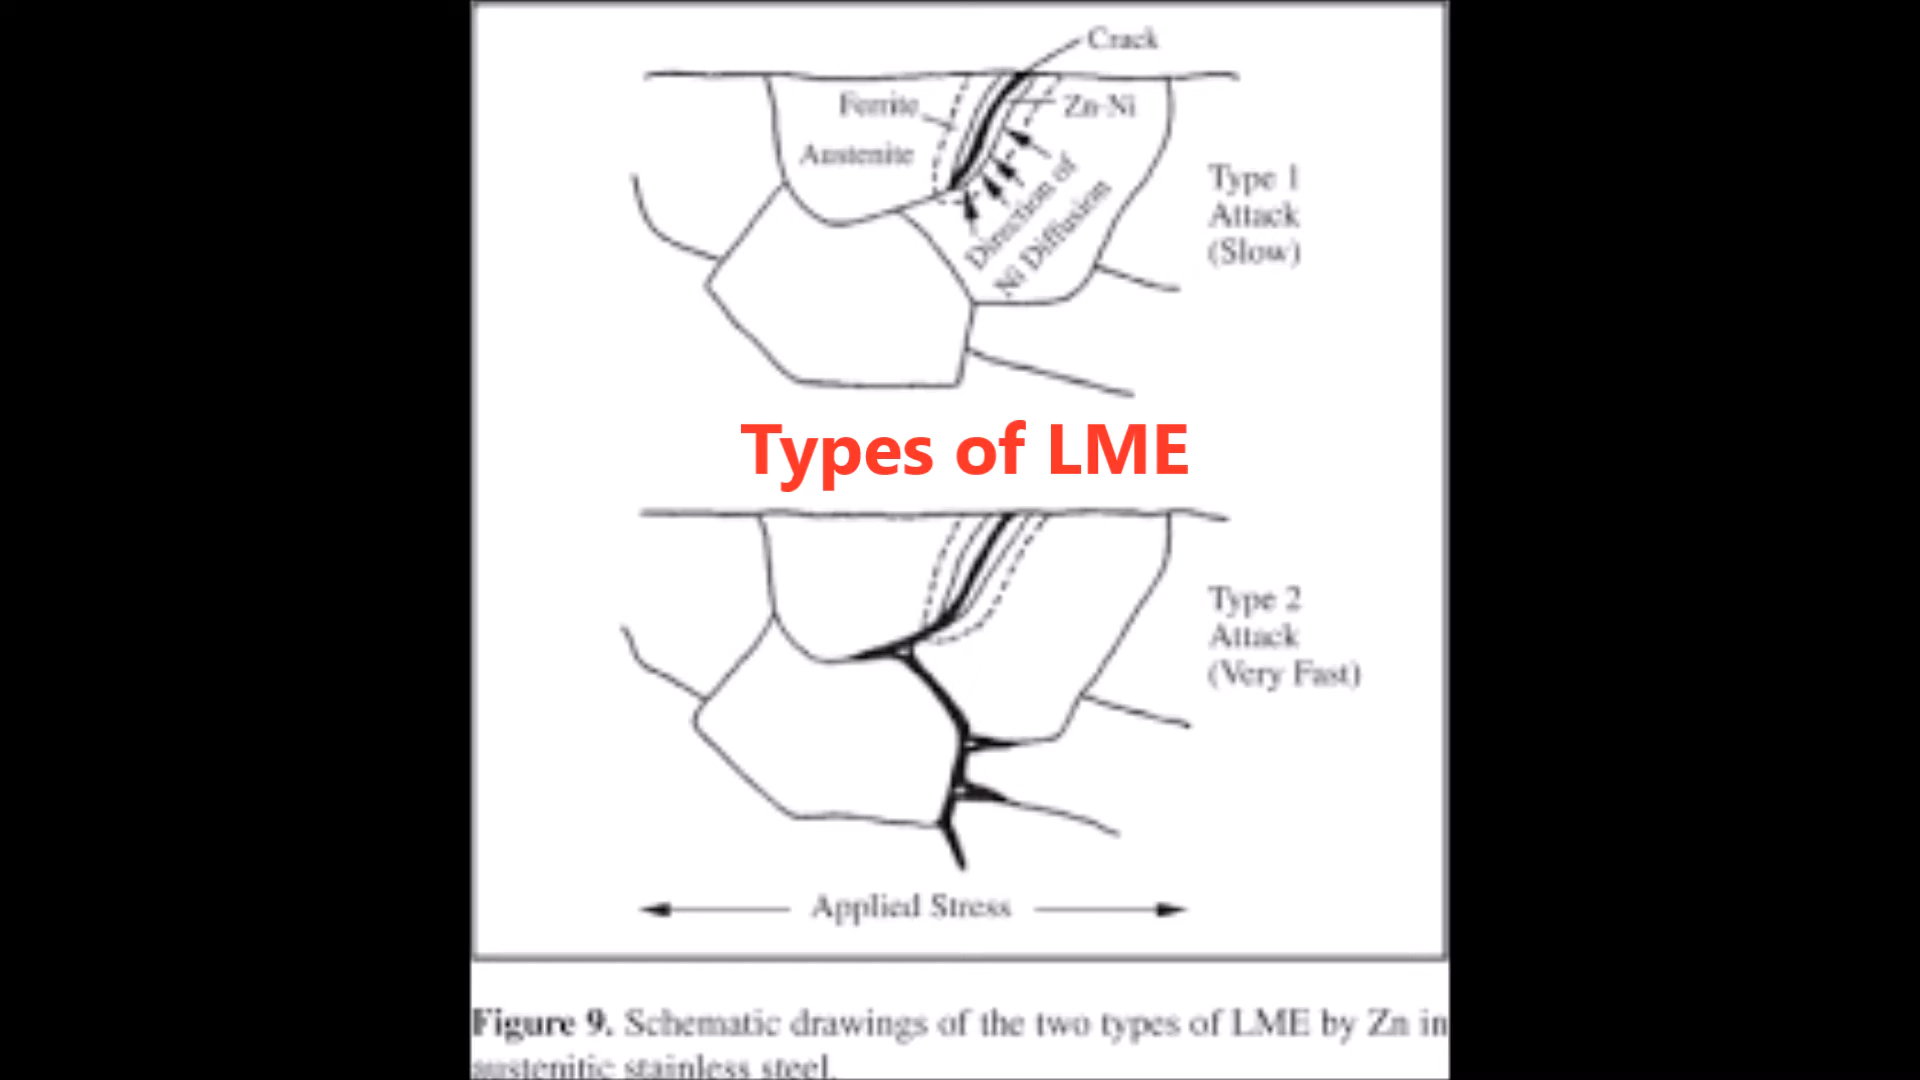 Crack
Ferrite
Zn-Ni
Austenite
Direction of
Ni Diffusion
Type 1
Attack
(Slow)
Types of LME
Type 2
Attack
(Very Fast)
Applied Stress
Figure 9. Schematic drawings of the two types of LME by Zn in
austenitic stainless steel.